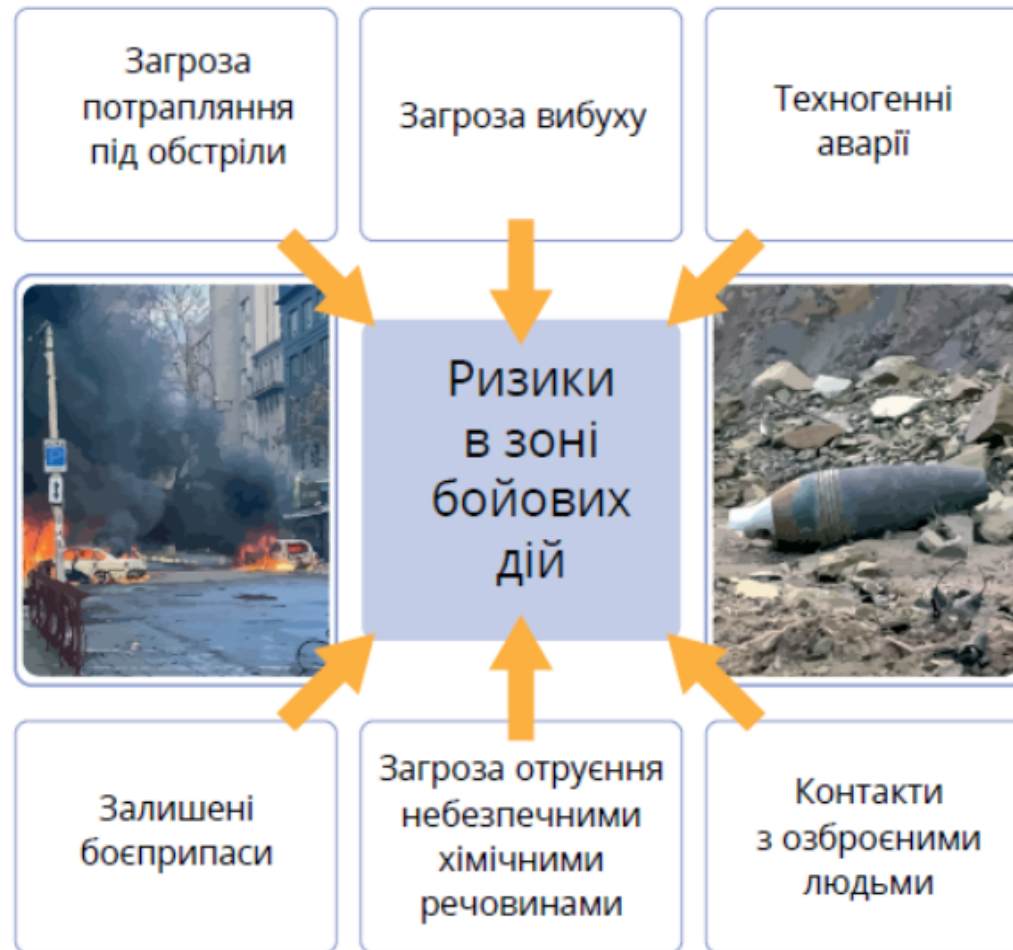 Загроза
потрапляння
під обстріли
Загроза вибуху
Техногенні
аварії
Ризики
в зоні
бойових
дій
Залишені
боєприпаси
Загроза отруєння
небезпечними
хімічними
речовинами
Контакти
з озброєними
людьми